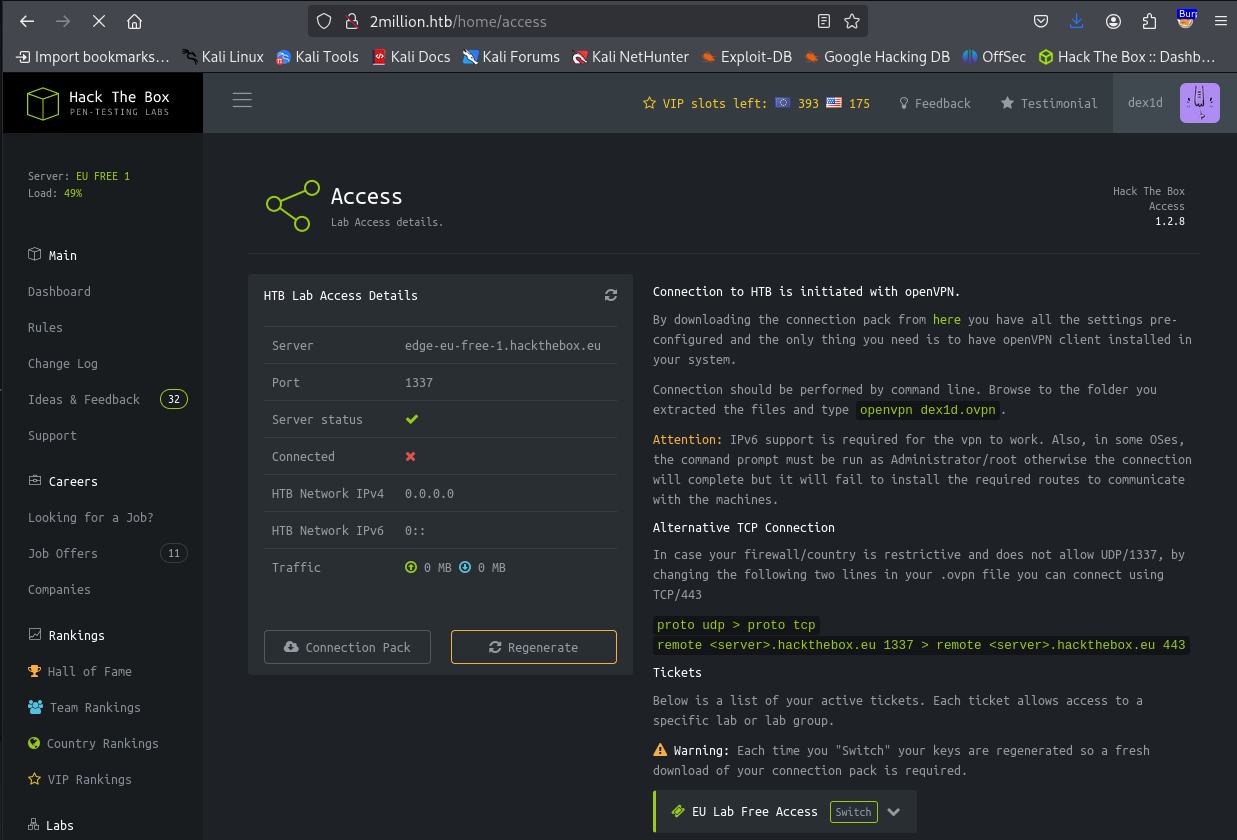 2million.htb/home/access
Import bookmarks… Kali Linux Kali Tools Kali Docs Kali Forums Kali NetHunter Exploit-DB Google Hacking DB OffSec Hack The Box :: Dashb…
Hack The Box
PEN-TESTING LABS
VIP slots left: 393 175 Feedback Testimonial dex1d
Server: EU FREE 1
Load: 49%
Main
Dashboard
Rules
Change Log
Ideas & Feedback 32
Support
Careers
Looking for a Job?
Job Offers 11
Companies
Rankings
Hall of Fame
Team Rankings
Country Rankings
VIP Rankings
Labs
Access
Lab Access details.
Hack The Box
Access
1.2.8
HTB Lab Access Details
Server edge-eu-free-1.hackthebox.eu
Port 1337
Server status
Connected
HTB Network IPv4 0.0.0.0
HTB Network IPv6 0::
Traffic 0 MB 0 MB
Connection Pack Regenerate
Connection to HTB is initiated with openVPN.
By downloading the connection pack from here you have all the settings pre-
configured and the only thing you need is to have openVPN client installed in
your system.
Connection should be performed by command line. Browse to the folder you
extracted the files and type openvpn dex1d.ovpn.
Attention: IPv6 support is required for the vpn to work. Also, in some OSes,
the command prompt must be run as Administrator/root otherwise the connection
will complete but it will fail to install the required routes to communicate
with the machines.
Alternative TCP Connection
In case your firewall/country is restrictive and does not allow UDP/1337, by
changing the following two lines in your .ovpn file you can connect using
TCP/443
proto udp > proto tcp
remote <server>.hackthebox.eu 1337 > remote <server>.hackthebox.eu 443
Tickets
Below is a list of your active tickets. Each ticket allows access to a
specific lab or lab group.
Warning: Each time you "Switch" your keys are regenerated so a fresh
download of your connection pack is required.
EU Lab Free Access Switch